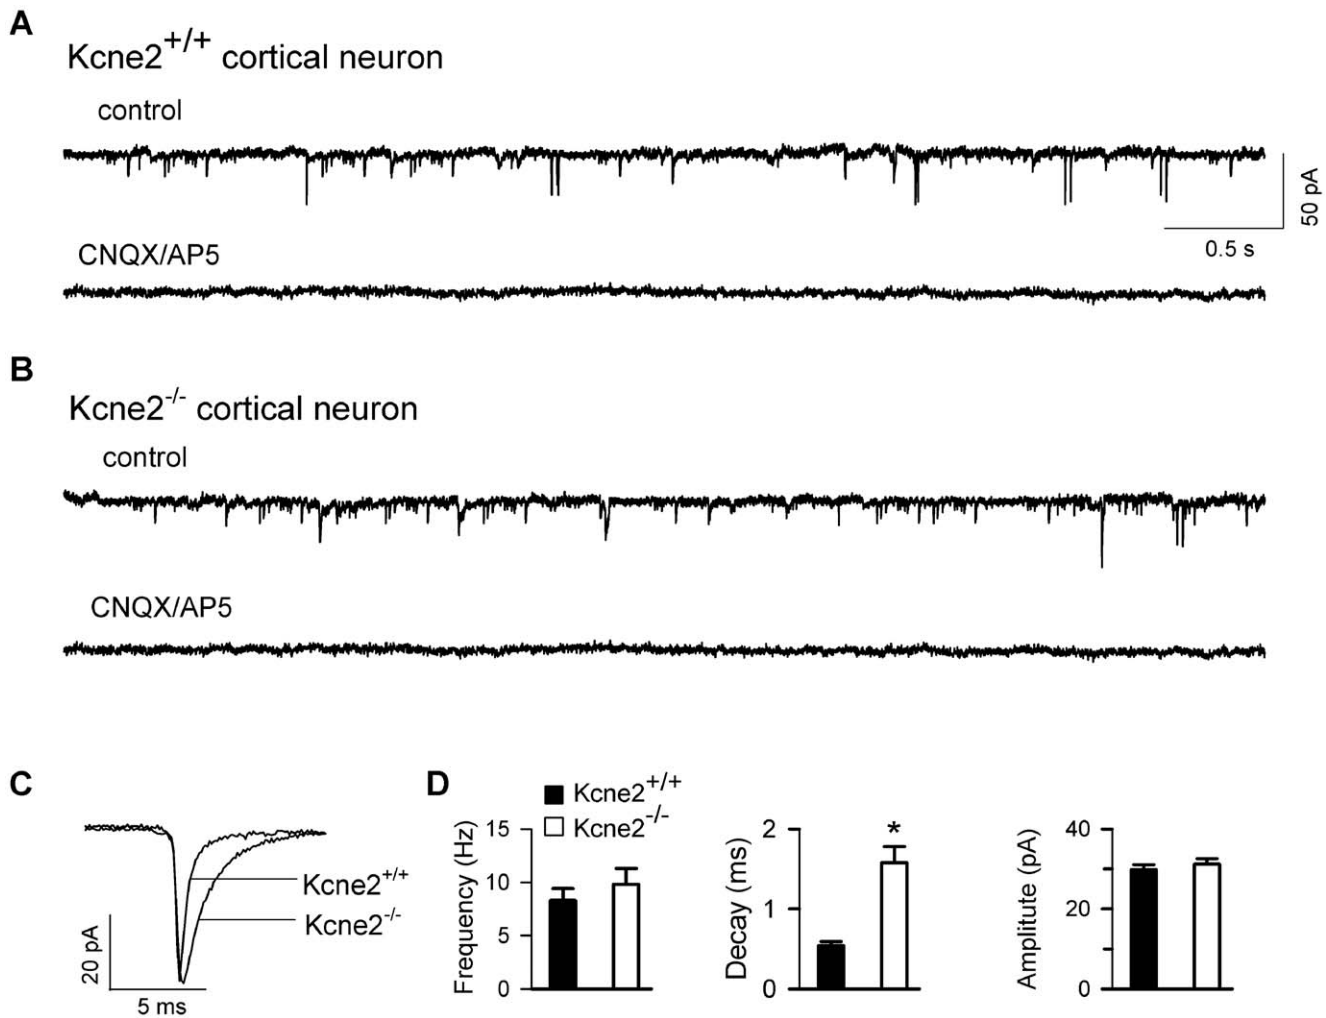 A
Kcne2+/+ cortical neuron
control
50 pA
0.5 s
CNQX/AP5
B
Kcne2-/- cortical neuron
control
CNQX/AP5
C
Kcne2+/+
Kcne2-/-
20 pA
5 ms
D
Kcne2+/+
Kcne2-/-
Frequency (Hz)
15
10
5
0
Decay (ms)
2
1
0
*
Amplitute (pA)
40
20
0